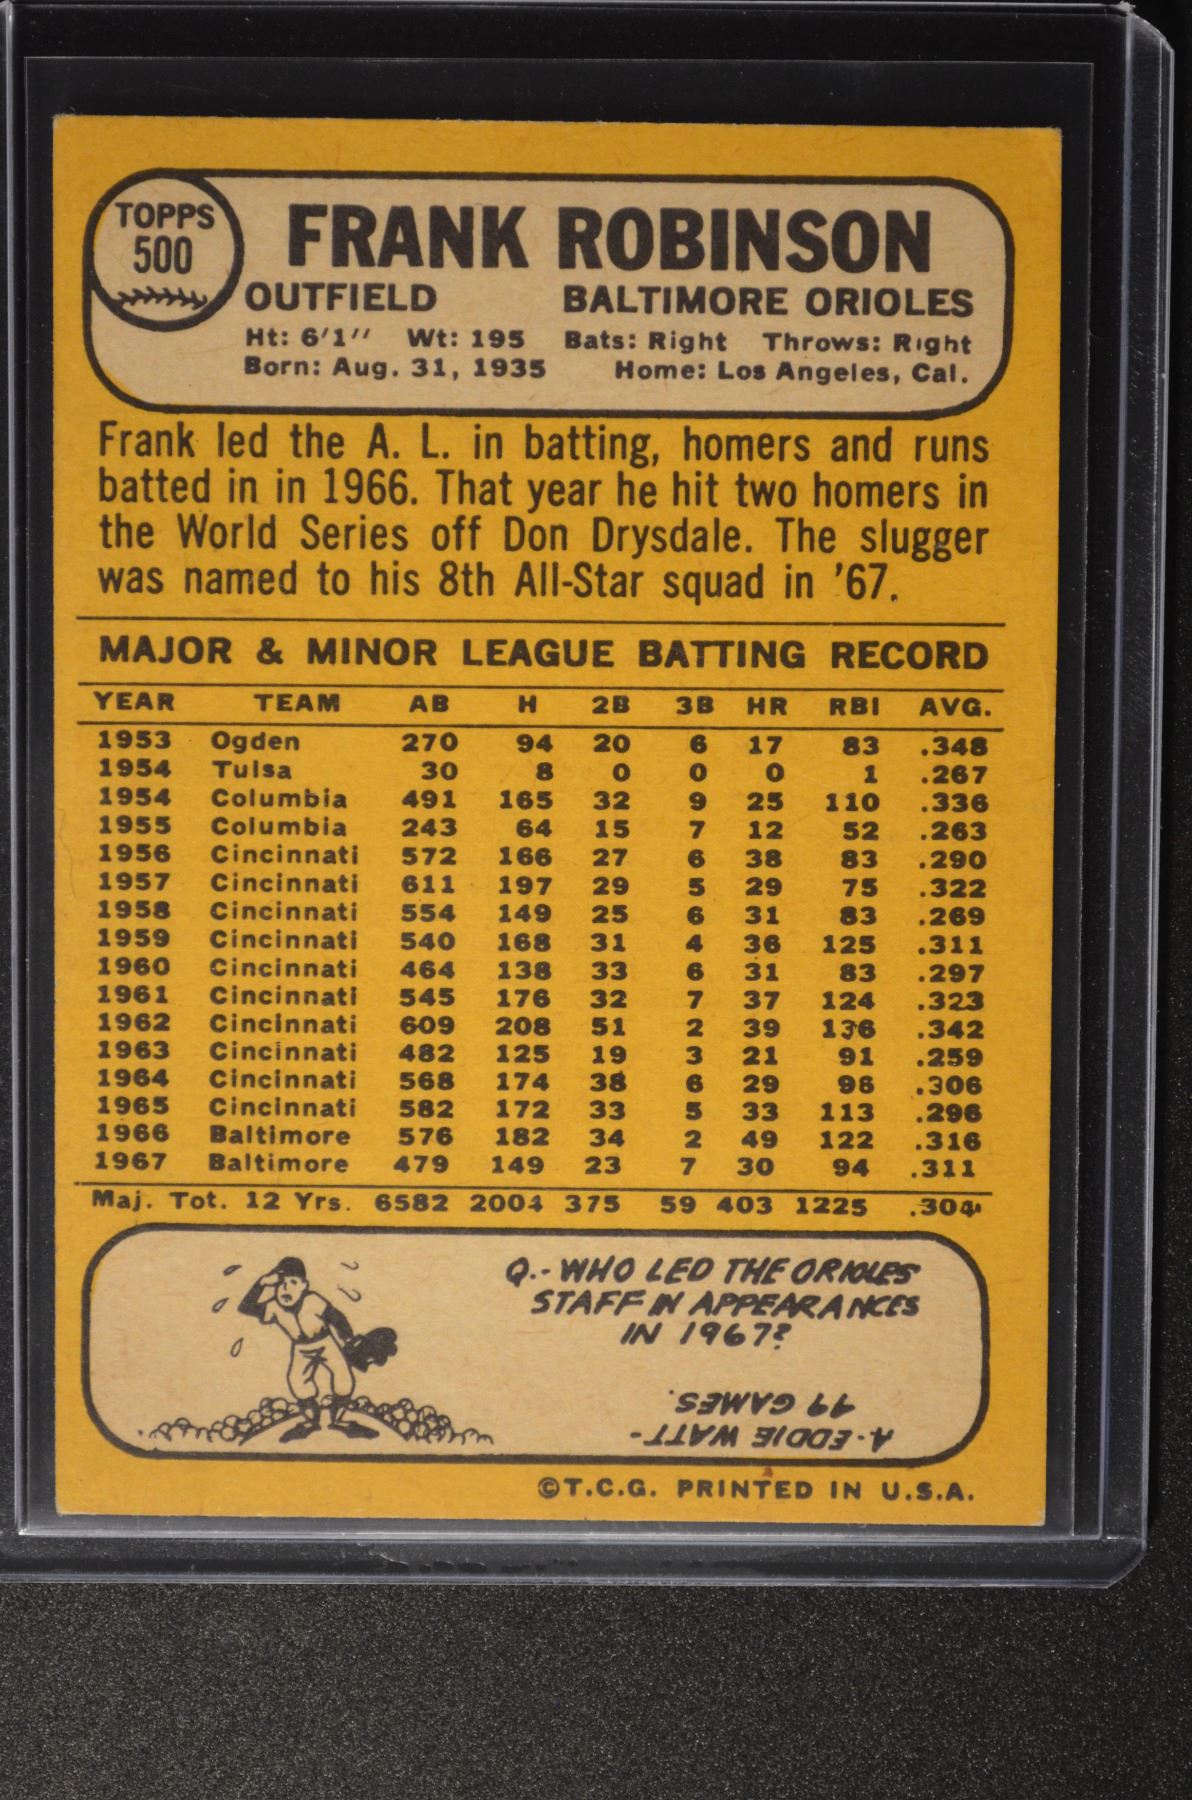 TOPPS
500
FRANK ROBINSON
OUTFIELD BALTIMORE ORIOLES
Ht: 6'1'' Wt: 195 Bats: Right Throws: Right
Born: Aug. 31, 1935 Home: Los Angeles, Cal.
Frank led the A. L. in batting, homers and runs
batted in in 1966. That year he hit two homers in
the World Series off Don Drysdale. The slugger
was named to his 8th All-Star squad in '67.
MAJOR & MINOR LEAGUE BATTING RECORD
YEAR TEAM AB H 2B 3B HR RBI AVG.
1953 Ogden 270 94 20 6 17 83 .348
1954 Tulsa 30 8 0 0 0 1 .267
1954 Columbia 491 165 32 9 25 110 .336
1955 Columbia 243 64 15 7 12 52 .263
1956 Cincinnati 572 166 27 6 38 83 .290
1957 Cincinnati 611 197 29 5 29 75 .322
1958 Cincinnati 554 149 25 6 31 83 .269
1959 Cincinnati 540 168 31 4 36 125 .311
1960 Cincinnati 464 138 33 6 31 83 .297
1961 Cincinnati 545 176 32 7 37 124 .323
1962 Cincinnati 609 208 51 2 39 136 .342
1963 Cincinnati 482 125 19 3 21 91 .259
1964 Cincinnati 568 174 38 6 29 96 .306
1965 Cincinnati 582 172 33 5 33 113 .296
1966 Baltimore 576 182 34 2 49 122 .316
1967 Baltimore 479 149 23 7 30 94 .311
Maj. Tot. 12 Yrs. 6582 2004 375 59 403 1225 .304
Q.- WHO LED THE ORIOLES
STAFF IN APPEARANCES
IN 1967?
A-EDDIE WATT-
49 GAMES.
©T.C.G. PRINTED IN U.S.A.